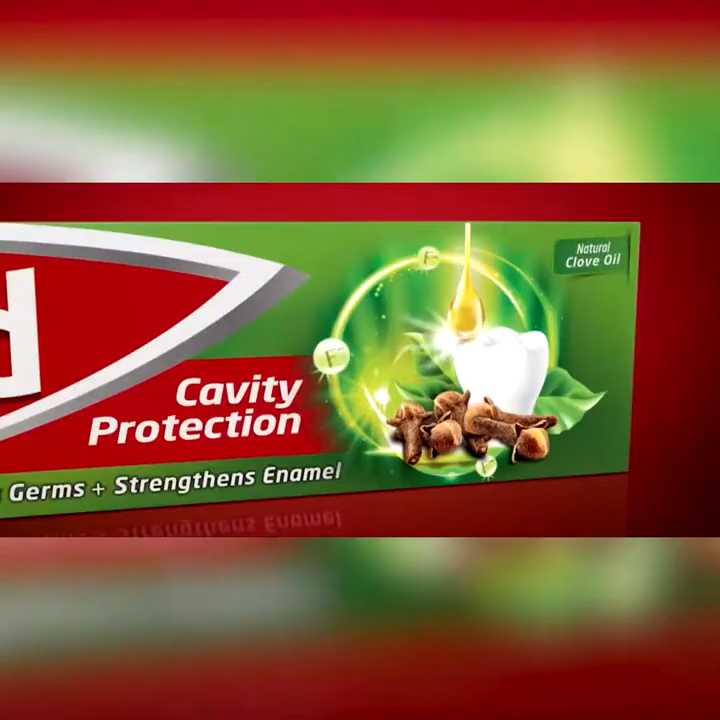 d
Natural
Clove Oil
F
F
Cavity
Protection
Germs + Strengthens Enamel